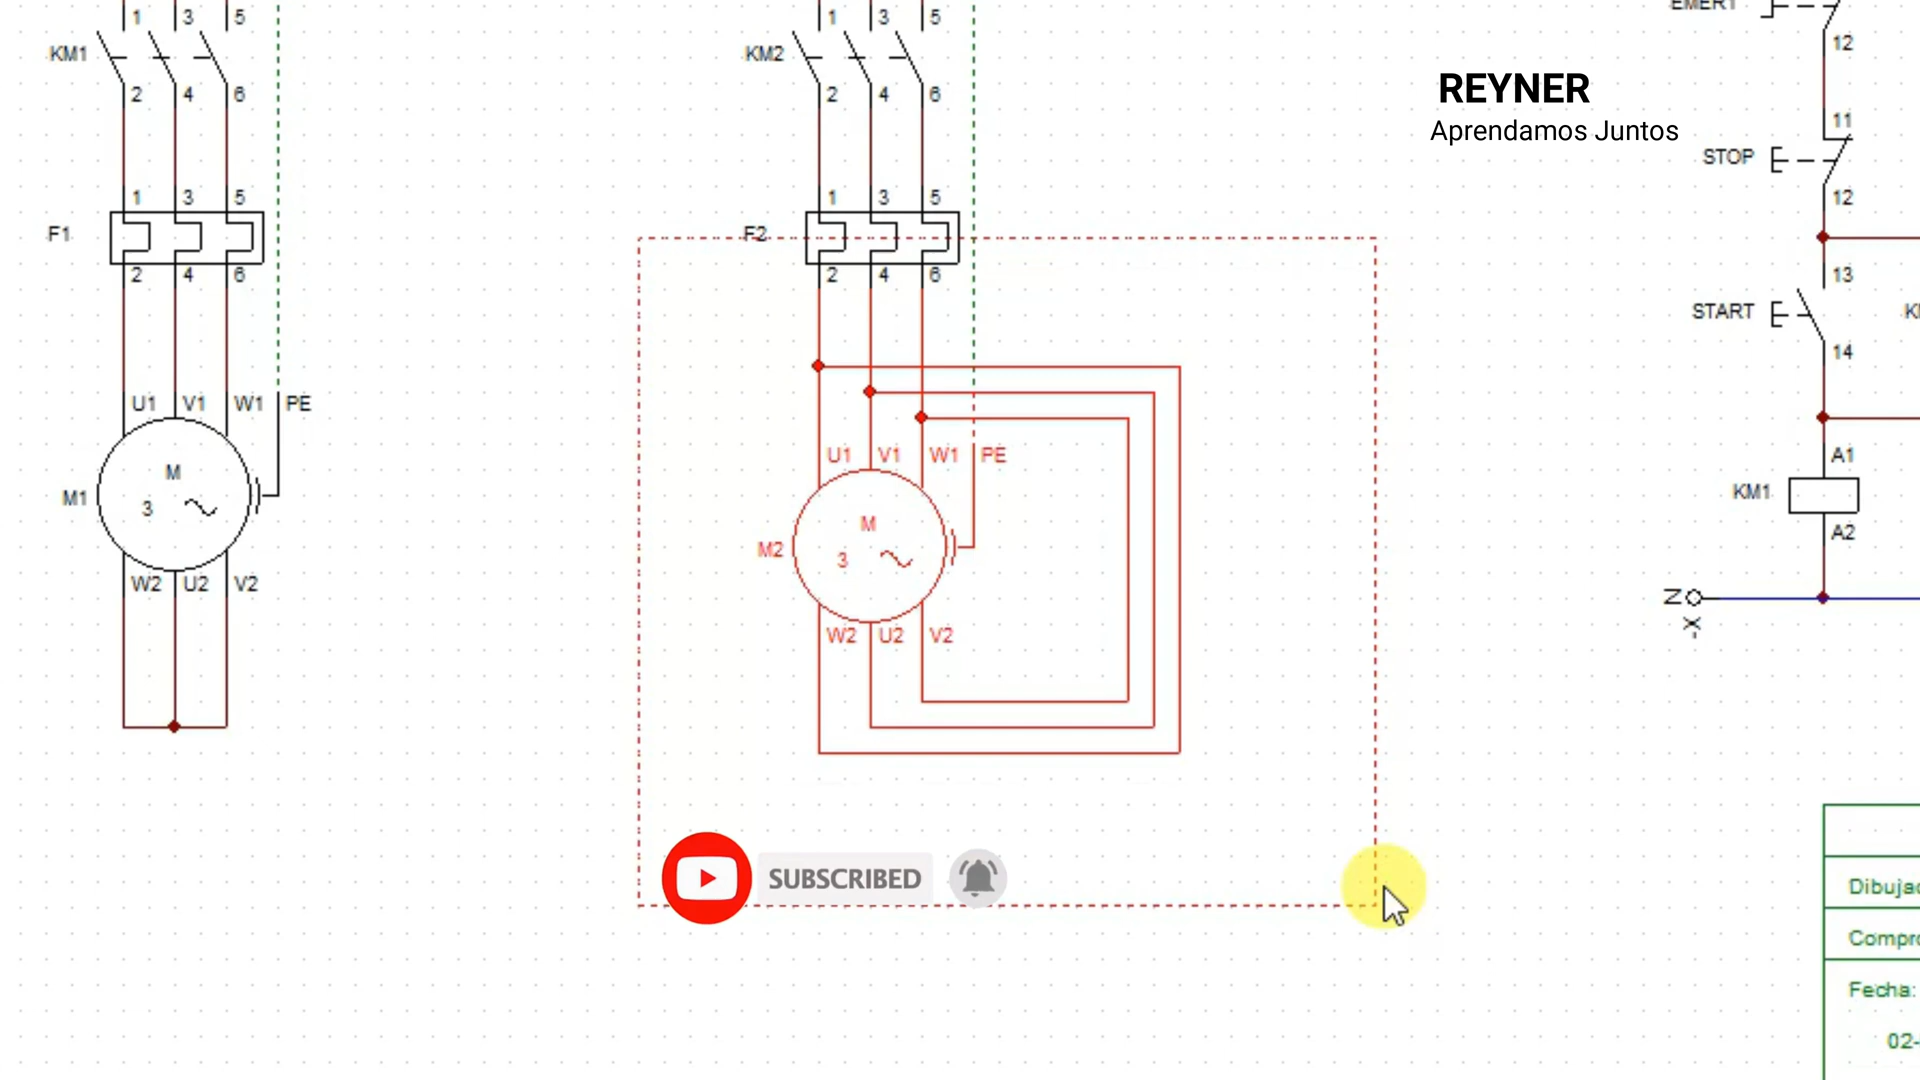 1 3 5
KM1
2 4 6
1 3 5
F1
2 4 6
U1 V1 W1 PE
M
3
M1
W2 U2 V2
1 3 5
KM2
2 4 6
1 3 5
F2
2 4 6
U1 V1 W1 PE
M
3
M2
W2 U2 V2
SUBSCRIBED
REYNER
Aprendamos Juntos
EMER1
12
11
STOP
12
13
START
14
A1
KM1
A2
N
X
Fecha:
02-